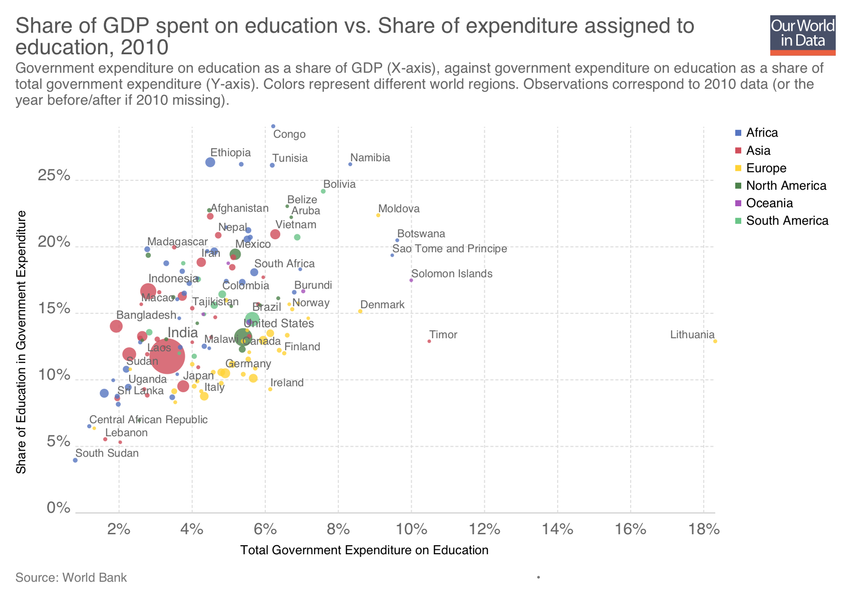 Share of GDP spent on education vs. Share of expenditure assigned to
education, 2010
Our World
in Data
Government expenditure on education as a share of GDP (X-axis), against government expenditure on education as a share of
total government expenditure (Y-axis). Colors represent different world regions. Observations correspond to 2010 data (or the
year before/after if 2010 missing).
Africa
Asia
Europe
North America
Oceania
South America
Share of Education in Government Expenditure
25%
20%
15%
10%
5%
0%
Congo
Ethiopia
Tunisia
Namibia
Bolivia
Belize
Afghanistan
Aruba
Moldova
Nepal
Vietnam
Botswana
Madagascar
Mexico
Sao Tome and Principe
Iran
South Africa
Solomon Islands
Indonesia
Colombia
Burundi
Macao
Tajikistan
Brazil
Norway
Denmark
Bangladesh
United States
India
Malawi
Canada
Timor
Lithuania
Laos
Finland
Sudan
Germany
Uganda
Japan
Ireland
Sri Lanka
Italy
Central African Republic
Lebanon
South Sudan
2%
4%
6%
8%
10%
12%
14%
16%
18%
Total Government Expenditure on Education
Source: World Bank